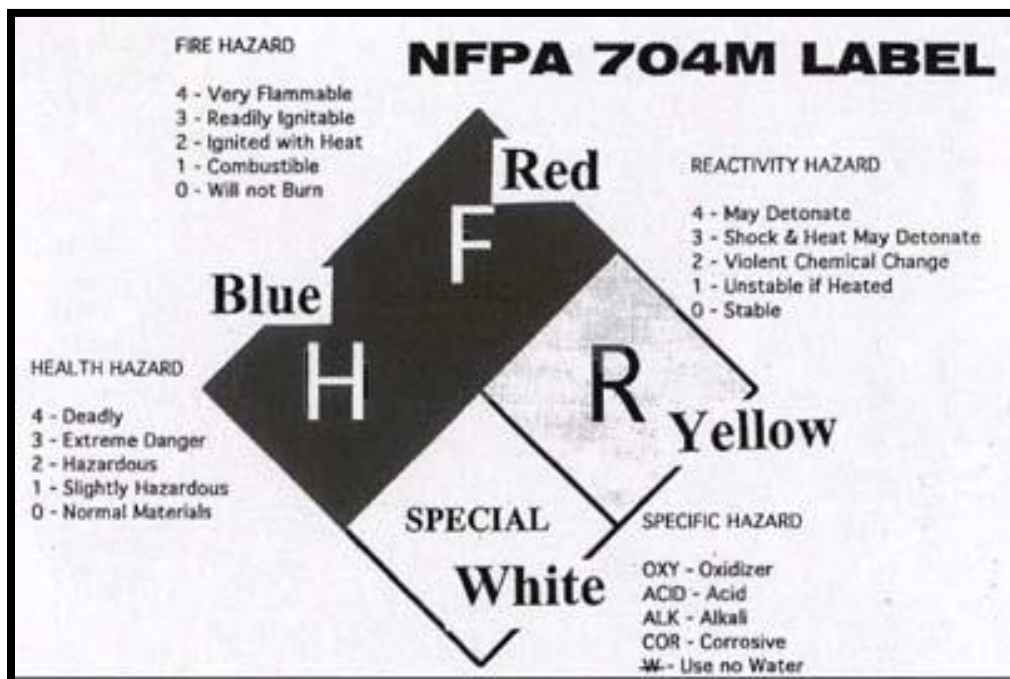 NFPA 704M LABEL
FIRE HAZARD
4 - Very Flammable
3 - Readily Ignitable
2 - Ignited with Heat
1 - Combustible
0 - Will not Burn
Red
F
REACTIVITY HAZARD
4 - May Detonate
3 - Shock & Heat May Detonate
2 - Violent Chemical Change
1 - Unstable if Heated
0 - Stable
Blue
H
HEALTH HAZARD
4 - Deadly
3 - Extreme Danger
2 - Hazardous
1 - Slightly Hazardous
0 - Normal Materials
R
Yellow
SPECIAL
White
SPECIFIC HAZARD
OXY - Oxidizer
ACID - Acid
ALK - Alkali
COR - Corrosive
W - Use no Water